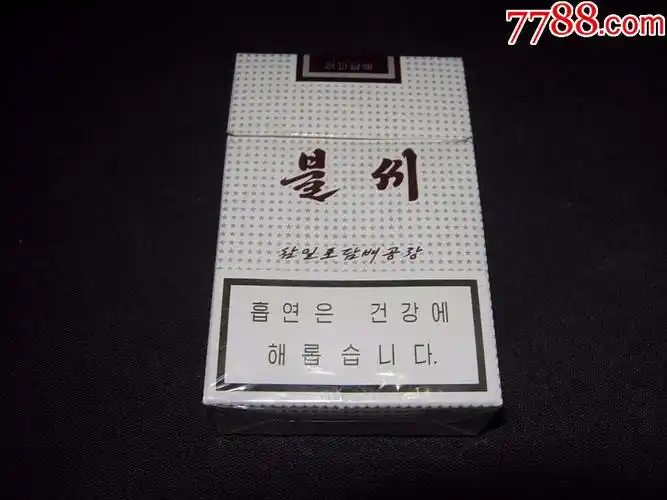 7788.com
불 씨
삼일포담배공장
흡연은 건강에
해롭습니다.